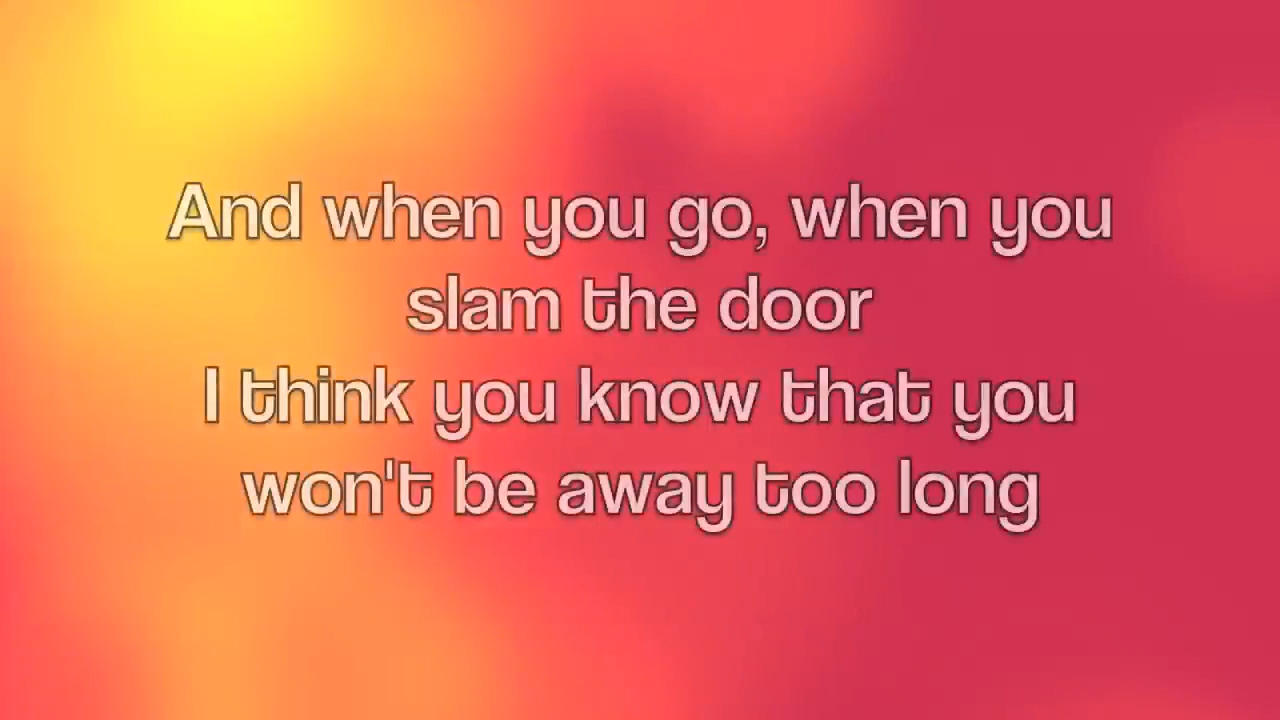 And when you go, when you
slam the door
I think you know that you
won't be away too long